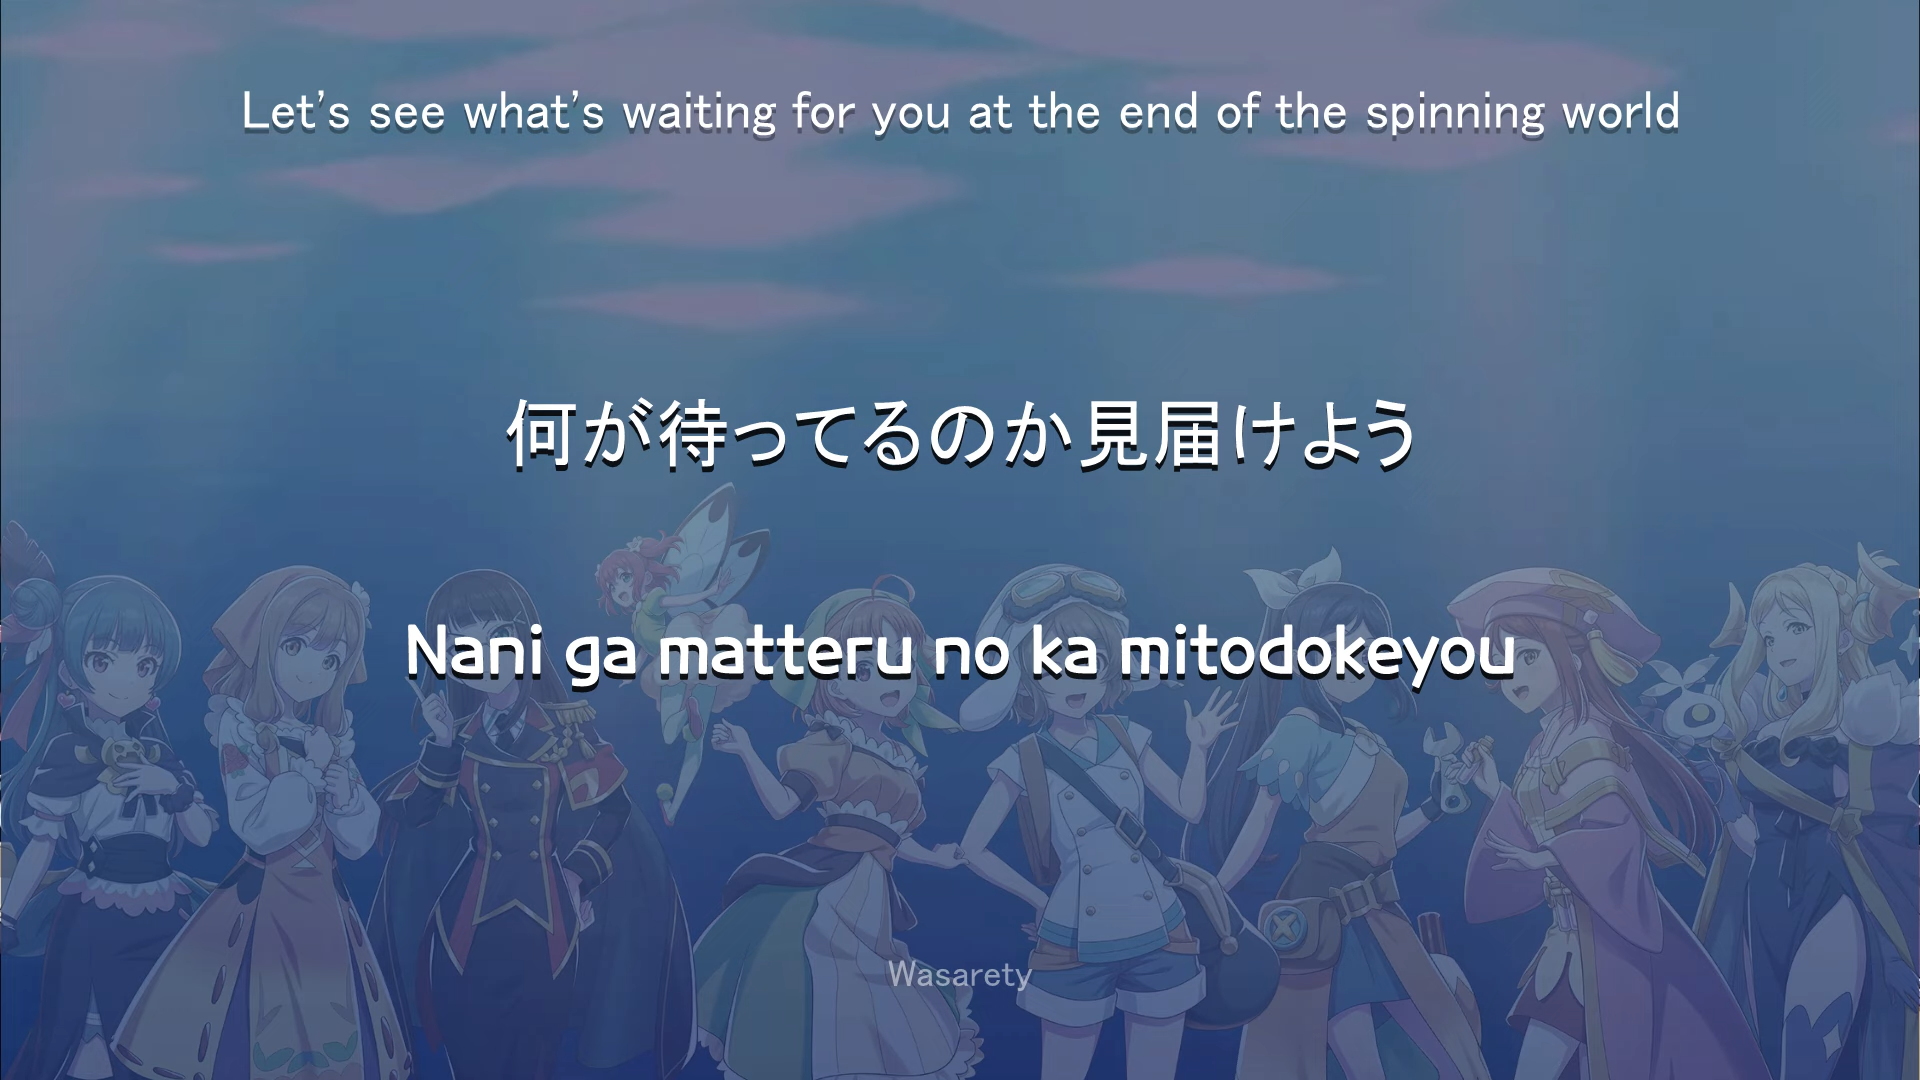 Let's see what's waiting for you at the end of the spinning world
何が待ってるのか見届けよう
Nani ga matteru no ka mitodokeyou
Wasarety